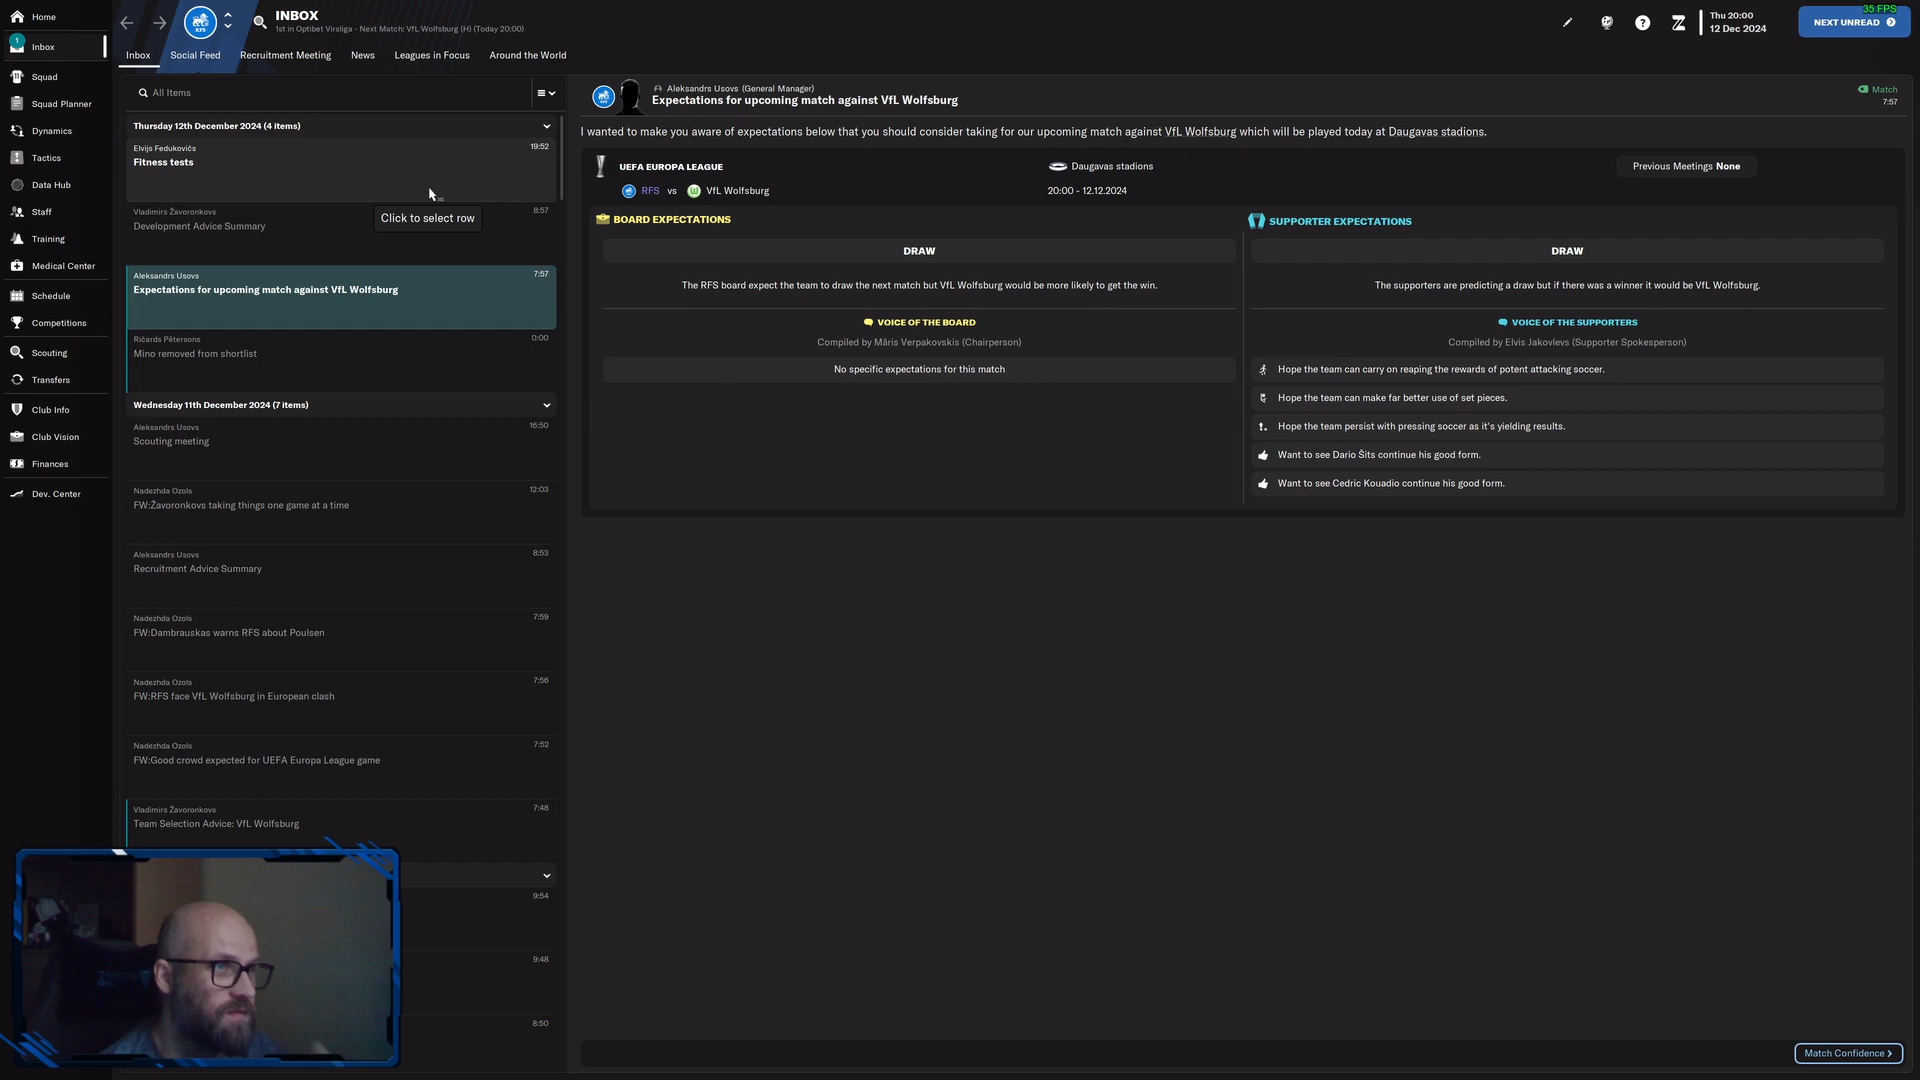 Home
INBOX
1st in Optibet Virsliga - Next Match: VfL Wolfsburg (H) (Today 20:00)
Thu 20:00
12 Dec 2024
35 FPS
NEXT UNREAD
1
Inbox
Inbox
Social Feed
Recruitment Meeting
News
Leagues in Focus
Around the World
Squad
Squad Planner
Dynamics
Tactics
Data Hub
Staff
Training
Medical Center
Schedule
Competitions
Scouting
Transfers
Club Info
Club Vision
Finances
Dev. Center
All Items
Thursday 12th December 2024 (4 items)
Elvijs Fedukovičs 19:52
Fitness tests
Click to select row
Vladimirs Žavoronkovs 8:57
Development Advice Summary
Aleksandrs Usovs 7:57
Expectations for upcoming match against VfL Wolfsburg
Ričards Pētersons 0:00
Mino removed from shortlist
Wednesday 11th December 2024 (7 items)
Aleksandrs Usovs 16:50
Scouting meeting
Nadezhda Ozols 12:03
FW:Žavoronkovs taking things one game at a time
Aleksandrs Usovs 8:53
Recruitment Advice Summary
Nadezhda Ozols 7:59
FW:Dambrauskas warns RFS about Poulsen
Nadezhda Ozols 7:56
FW:RFS face VfL Wolfsburg in European clash
Nadezhda Ozols 7:52
FW:Good crowd expected for UEFA Europa League game
Vladimirs Žavoronkovs 7:48
Team Selection Advice: VfL Wolfsburg
9:54
9:48
8:50
Aleksandrs Usovs (General Manager)
Expectations for upcoming match against VfL Wolfsburg
Match
7:57
I wanted to make you aware of expectations below that you should consider taking for our upcoming match against VfL Wolfsburg which will be played today at Daugavas stadions.
UEFA EUROPA LEAGUE
Daugavas stadions
Previous Meetings None
RFS vs VfL Wolfsburg
20:00 - 12.12.2024
BOARD EXPECTATIONS
DRAW
The RFS board expect the team to draw the next match but VfL Wolfsburg would be more likely to get the win.
VOICE OF THE BOARD
Compiled by Māris Verpakovskis (Chairperson)
No specific expectations for this match
SUPPORTER EXPECTATIONS
DRAW
The supporters are predicting a draw but if there was a winner it would be VfL Wolfsburg.
VOICE OF THE SUPPORTERS
Compiled by Elvis Jakovlevs (Supporter Spokesperson)
Hope the team can carry on reaping the rewards of potent attacking soccer.
Hope the team can make far better use of set pieces.
Hope the team persist with pressing soccer as it's yielding results.
Want to see Dario Šits continue his good form.
Want to see Cedric Kouadio continue his good form.
Match Confidence